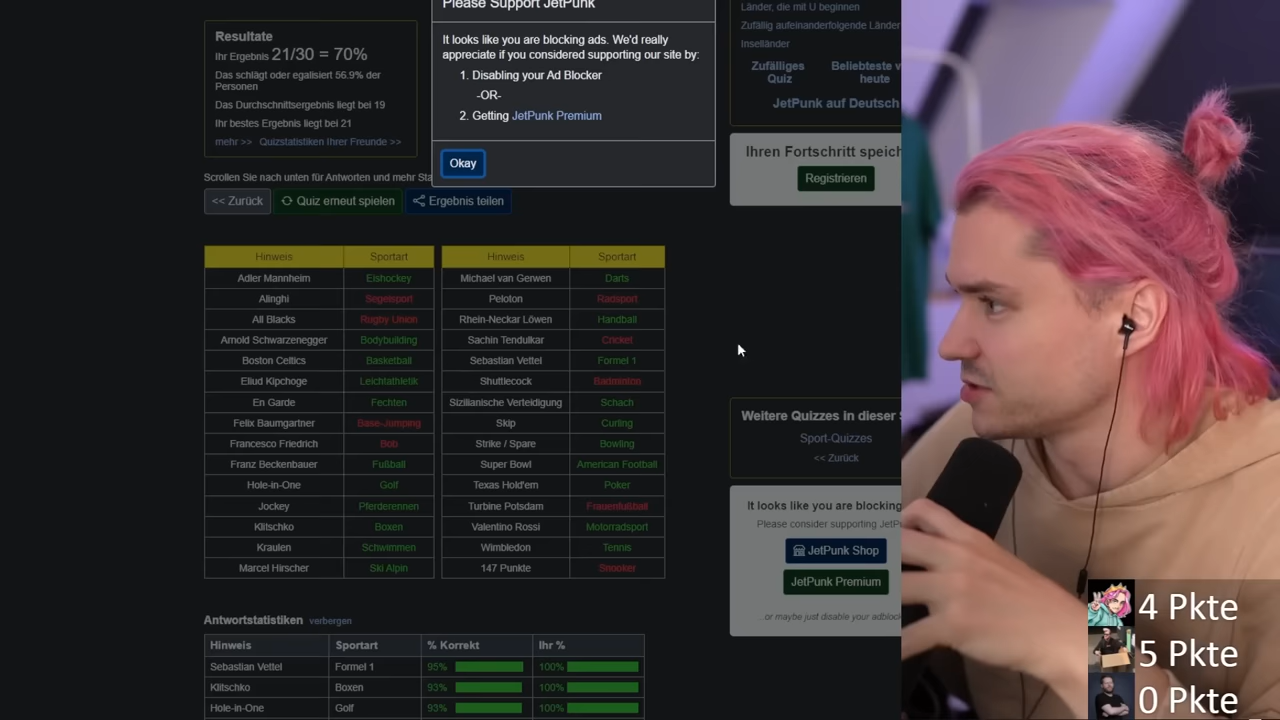 Please Support JetPunk
It looks like you are blocking ads. We'd really
appreciate if you considered supporting our site by:
1. Disabling your Ad Blocker
-OR-
2. Getting JetPunk Premium
Okay
Resultate
Ihr Ergebnis 21/30 = 70%
Das schlägt oder egalisiert 56.9% der
Personen
Das Durchschnittsergebnis liegt bei 19
Ihr bestes Ergebnis liegt bei 21
mehr >> Quizstatistiken Ihrer Freunde >>
Scrollen Sie nach unten für Antworten und mehr Sta
<< Zurück
Quiz erneut spielen
Ergebnis teilen
Länder, die mit U beginnen
Zufällig aufeinanderfolgende Länder
Inselländer
Zufälliges
Quiz
Beliebteste v
heute
JetPunk auf Deutsch
Ihren Fortschritt speich
Registrieren
Hinweis Sportart Hinweis Sportart
Adler Mannheim Eishockey Michael van Gerwen Darts
Alinghi Segelsport Peloton Radsport
All Blacks Rugby Union Rhein-Neckar Löwen Handball
Arnold Schwarzenegger Bodybuilding Sachin Tendulkar Cricket
Boston Celtics Basketball Sebastian Vettel Formel 1
Eliud Kipchoge Leichtathletik Shuttlecock Badminton
En Garde Fechten Sizilianische Verteidigung Schach
Felix Baumgartner Base-Jumping Skip Curling
Francesco Friedrich Bob Strike / Spare Bowling
Franz Beckenbauer Fußball Super Bowl American Football
Hole-in-One Golf Texas Hold'em Poker
Jockey Pferderennen Turbine Potsdam Frauenfußball
Klitschko Boxen Valentino Rossi Motorradsport
Kraulen Schwimmen Wimbledon Tennis
Marcel Hirscher Ski Alpin 147 Punkte Snooker
Weitere Quizzes in dieser S
Sport-Quizzes
<< Zurück
It looks like you are blocking
Please consider supporting JetP
JetPunk Shop
JetPunk Premium
...or maybe just disable your adblock
Antwortstatistiken verbergen
Hinweis Sportart % Korrekt Ihr %
Sebastian Vettel Formel 1 95% 100%
Klitschko Boxen 93% 100%
Hole-in-One Golf 93% 100%
4 Pkte
5 Pkte
0 Pkte